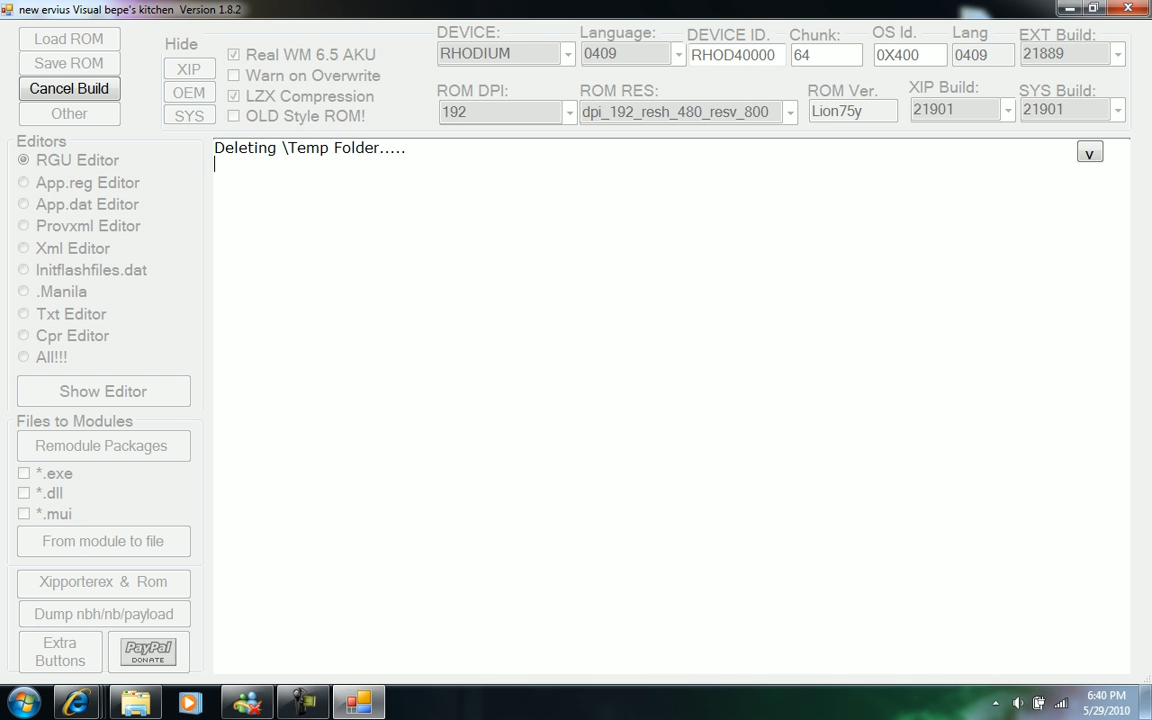 new ervius Visual bepe's kitchen  Version 1.8.2
Load ROM
Save ROM
Cancel Build
Other
Hide
XIP
OEM
SYS
Real WM 6.5 AKU
Warn on Overwrite
LZX Compression
OLD Style ROM!
DEVICE:
RHODIUM
Language:
0409
DEVICE ID.
RHOD40000
Chunk:
64
OS Id.
0X400
Lang
0409
EXT Build:
21889
ROM DPI:
192
ROM RES:
dpi_192_resh_480_resv_800
ROM Ver.
Lion75y
XIP Build:
21901
SYS Build:
21901
Editors
RGU Editor
App.reg Editor
App.dat Editor
Provxml Editor
Xml Editor
Initflashfiles.dat
.Manila
Txt Editor
Cpr Editor
All!!!
Show Editor
Files to Modules
Remodule Packages
*.exe
*.dll
*.mui
From module to file
Xipporterex & Rom
Dump nbh/nb/payload
Extra
Buttons
PayPal
DONATE
Deleting \Temp Folder.....
v
6:40 PM
5/29/2010